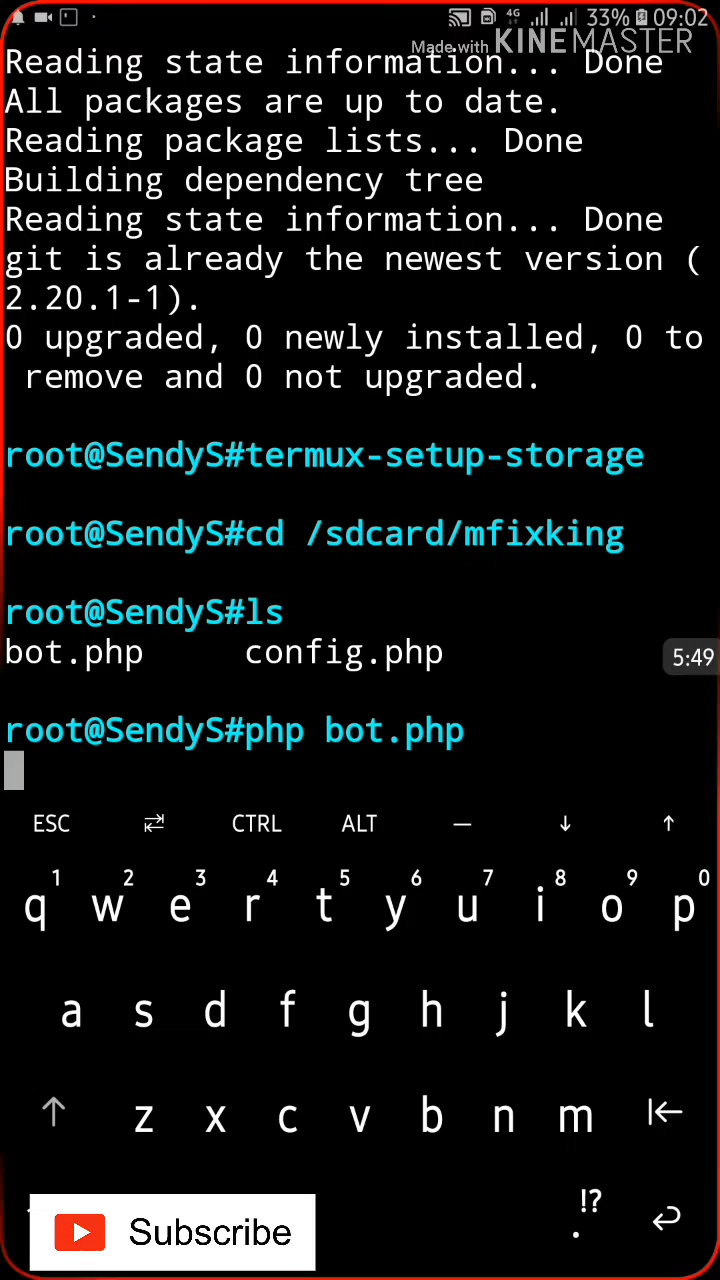 33% 09:02
4G
Made with KINEMASTER
Reading state information... Done
All packages are up to date.
Reading package lists... Done
Building dependency tree
Reading state information... Done
git is already the newest version (
2.20.1-1).
0 upgraded, 0 newly installed, 0 to
remove and 0 not upgraded.
root@SendyS#termux-setup-storage
root@SendyS#cd /sdcard/mfixking
root@SendyS#ls
bot.php config.php
5:49
root@SendyS#php bot.php
ESC CTRL ALT — ↓ ↑
1 2 3 4 5 6 7 8 9 0
q w e r t y u i o p
a s d f g h j k l
z x c v b n m
!?
.
Subscribe